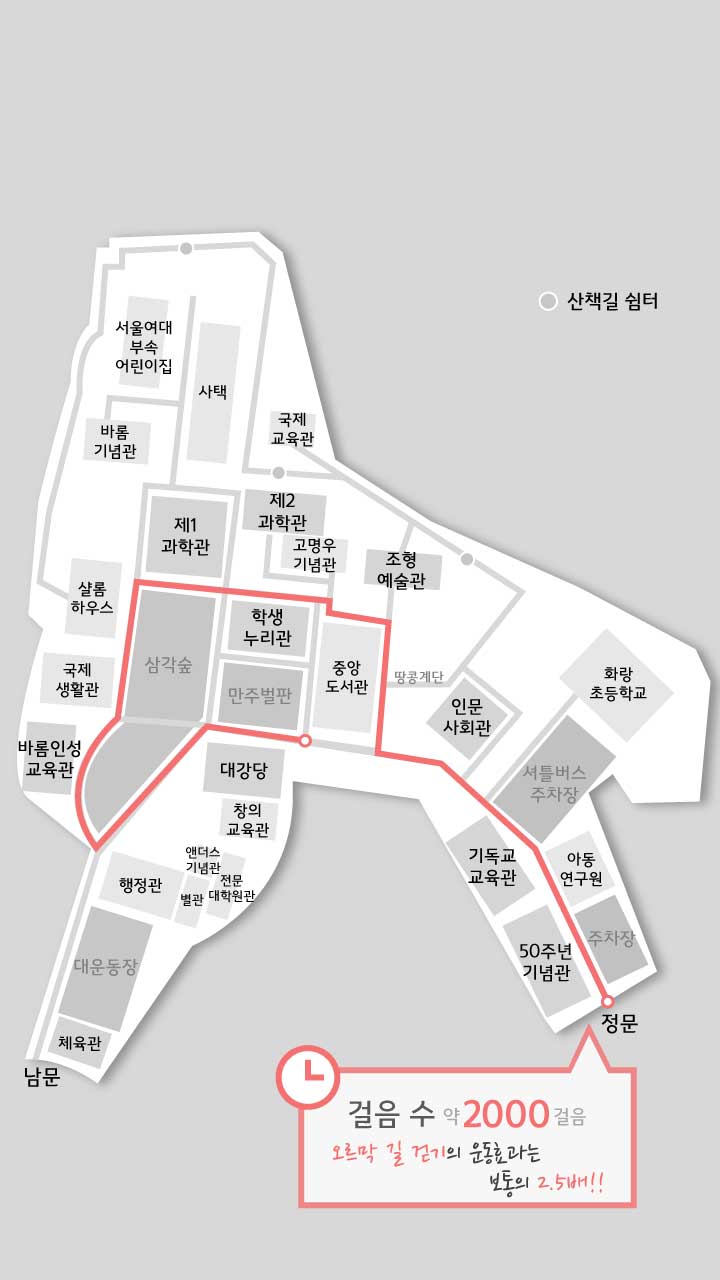 산책길 쉼터
서울여대
부속
어린이집
사택
바롬
기념관
국제
교육관
제1
과학관
제2
과학관
고명우
기념관
조형
예술관
샬롬
하우스
학생
누리관
삼각숲
중앙
도서관
만주벌판
땅콩계단
국제
생활관
인문
사회관
화랑
초등학교
바롬인성
교육관
대강당
셔틀버스
주차장
창의
교육관
앤더스
기념관
기독교
교육관
아동
연구원
행정관
별관
전문
대학원관
50주년
기념관
주차장
대운동장
체육관
정문
남문
걸음 수 약 2000 걸음
오르막 길 걷기의 운동효과는
보통의 2.5배!!